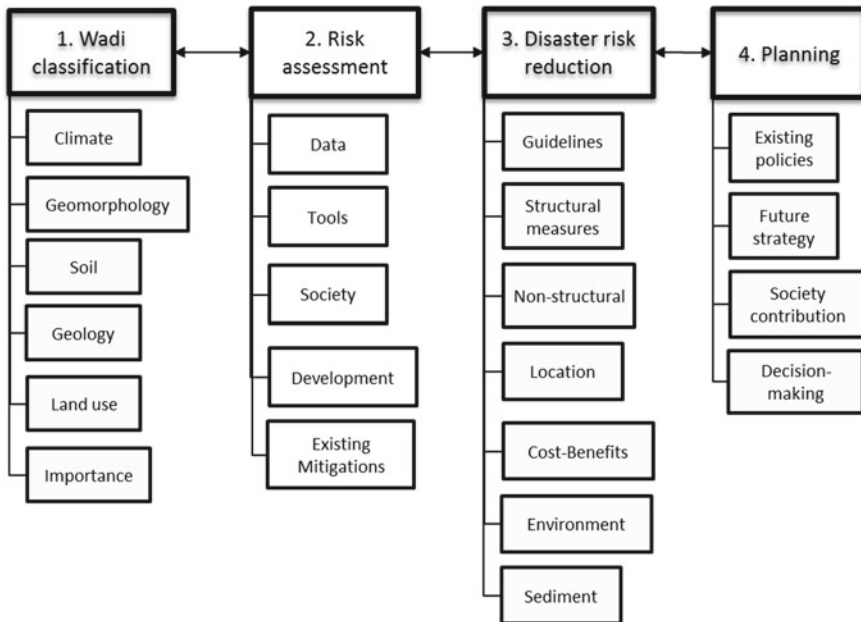 1. Wadi
classification
2. Risk
assessment
3. Disaster risk
reduction
4. Planning
Climate
Geomorphology
Soil
Geology
Land use
Importance
Data
Tools
Society
Development
Existing
Mitigations
Guidelines
Structural
measures
Non-structural
Location
Cost-Benefits
Environment
Sediment
Existing
policies
Future
strategy
Society
contribution
Decision-
making